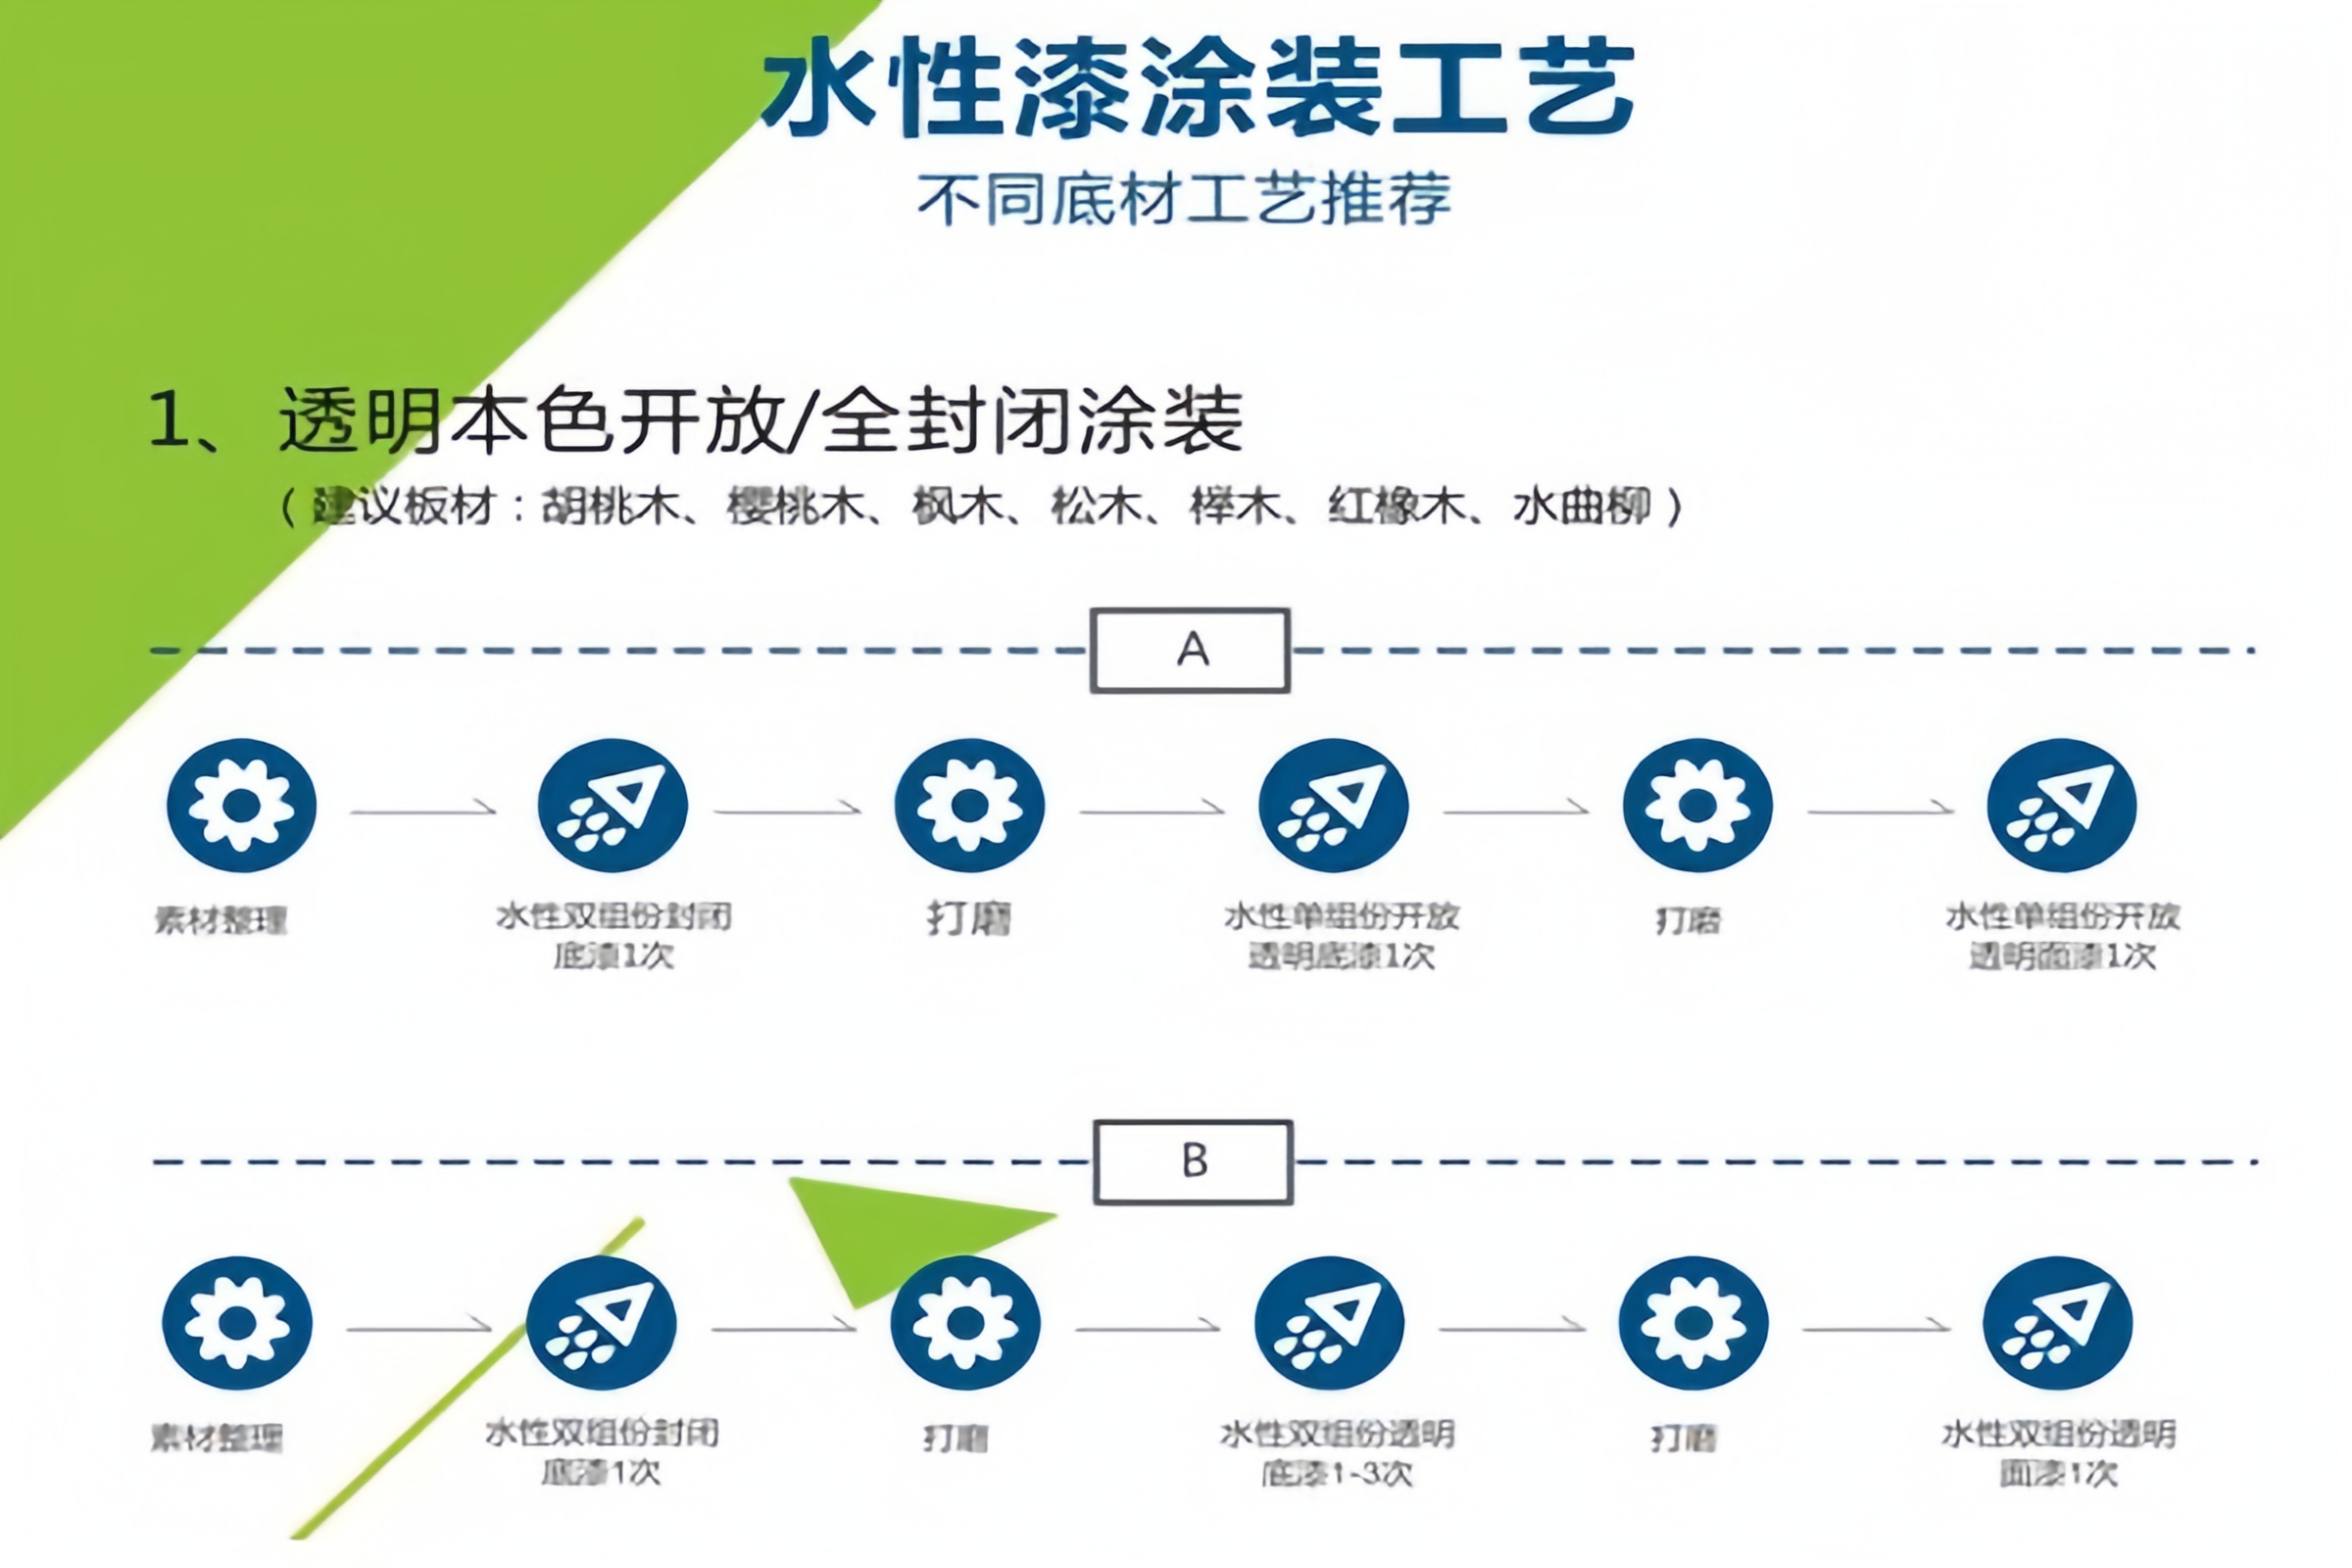 水性漆涂装工艺
不同底材工艺推荐
1、透明本色开放/全封闭涂装
（建议板材：胡桃木、樱桃木、枫木、松木、榉木、红橡木、水曲柳）
A
素材整理
水性双组份封闭
底漆1次
打磨
水性单组份开放
透明底漆1次
打磨
水性单组份开放
透明面漆1次
B
素材整理
水性双组份封闭
底漆1次
打磨
水性双组份透明
底漆1-3次
打磨
水性双组份透明
面漆1次